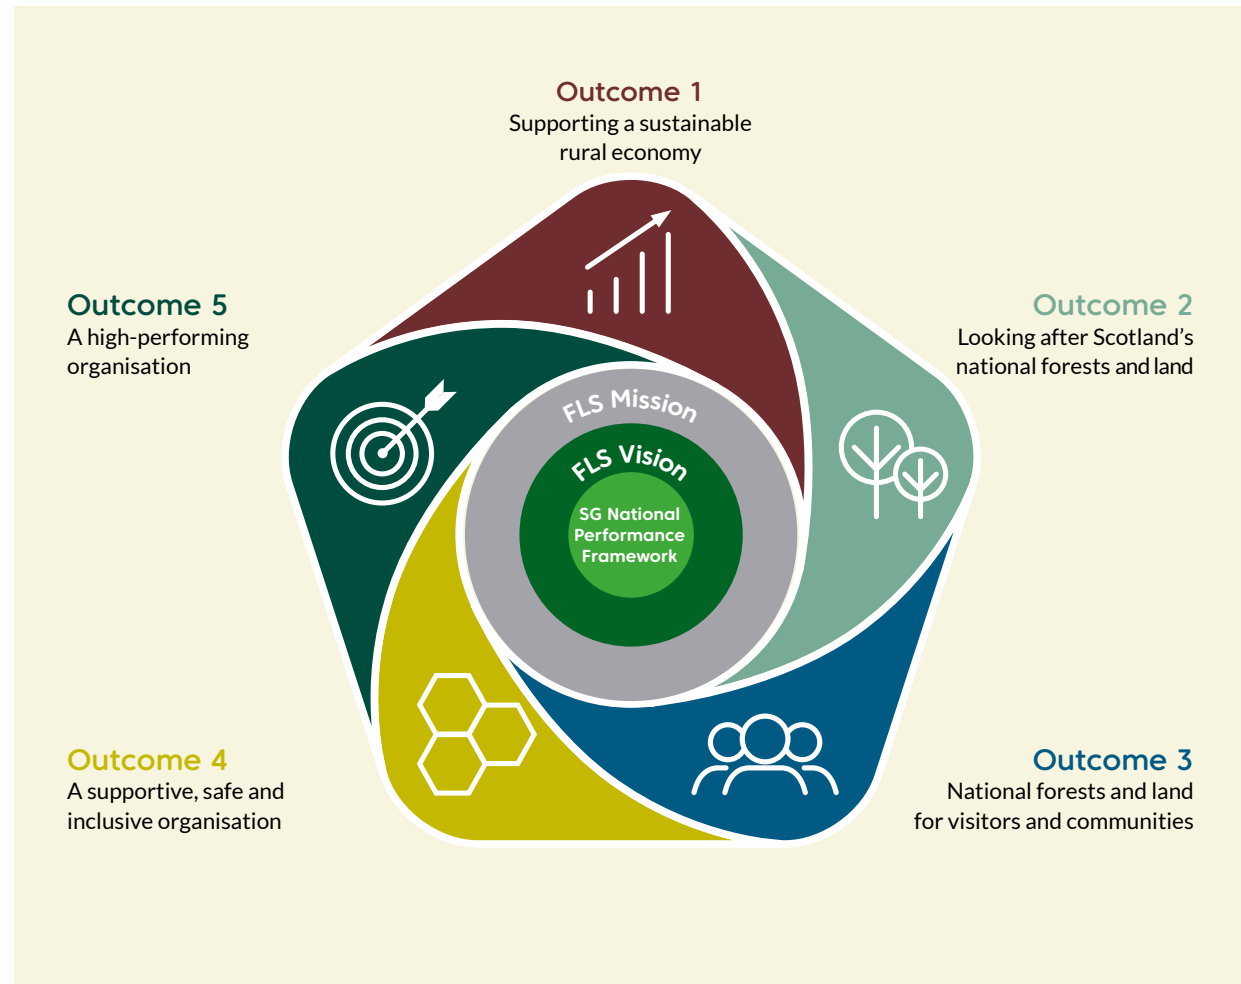 Outcome 1
Supporting a sustainable
rural economy
Outcome 5
A high-performing
organisation
Outcome 2
Looking after Scotland’s
national forests and land
FLS Mission
FLS Vision
SG National
Performance
Framework
Outcome 4
A supportive, safe and
inclusive organisation
Outcome 3
National forests and land
for visitors and communities